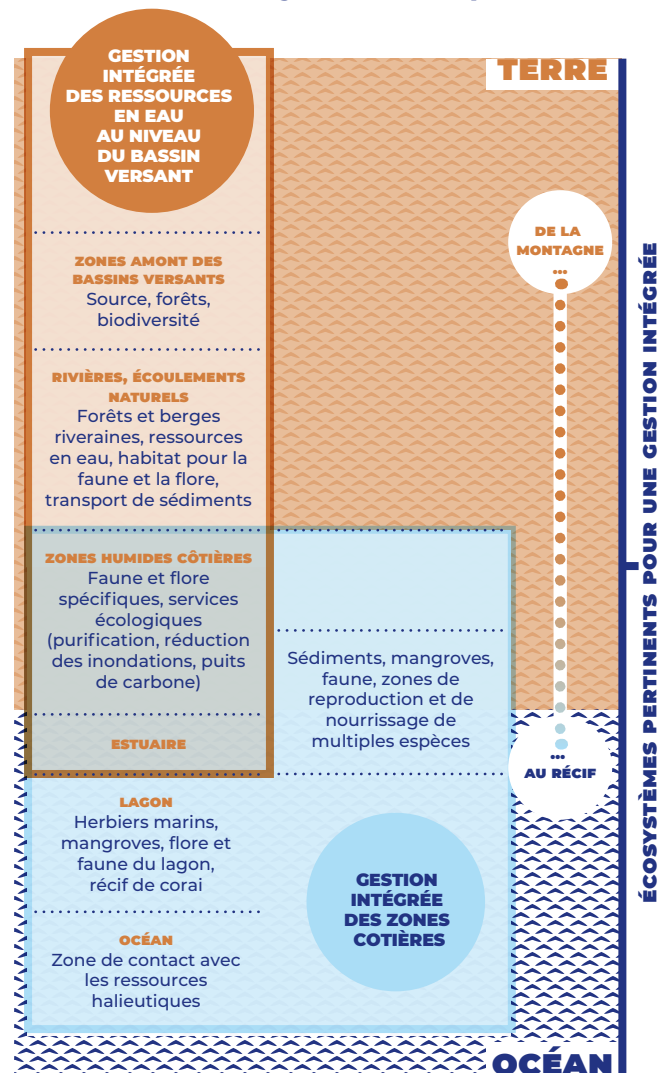 GESTION
INTÉGRÉE
DES RESSOURCES
EN EAU
AU NIVEAU
DU BASSIN
VERSANT
TERRE
DE LA
MONTAGNE
...
ZONES AMONT DES
BASSINS VERSANTS
Source, forêts,
biodiversité
RIVIÈRES, ÉCOULEMENTS
NATURELS
Forêts et berges
riveraines, ressources
en eau, habitat pour la
faune et la flore,
transport de sédiments
ZONES HUMIDES CÔTIÈRES
Faune et flore
spécifiques, services
écologiques
(purification, réduction
des inondations, puits
de carbone)
Sédiments, mangroves,
faune, zones de
reproduction et de
nourrissage de
multiples espèces
ESTUAIRE
...
AU RÉCIF
LAGON
Herbiers marins,
mangroves, flore et
faune du lagon,
récif de corai
GESTION
INTÉGRÉE
DES ZONES
COTIÈRES
OCÉAN
Zone de contact avec
les ressources
halieutiques
OCÉAN
ÉCOSYSTÈMES PERTINENTS POUR UNE GESTION INTÉGRÉE